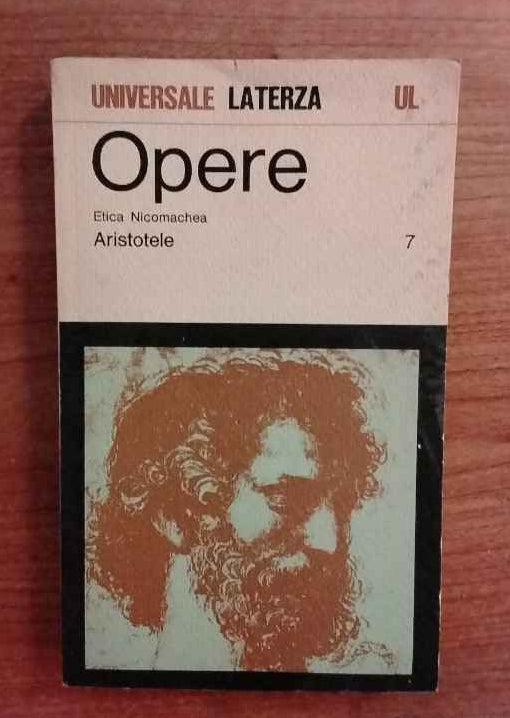 UNIVERSALE LATERZA UL
Opere
Etica Nicomachea
Aristotele 7